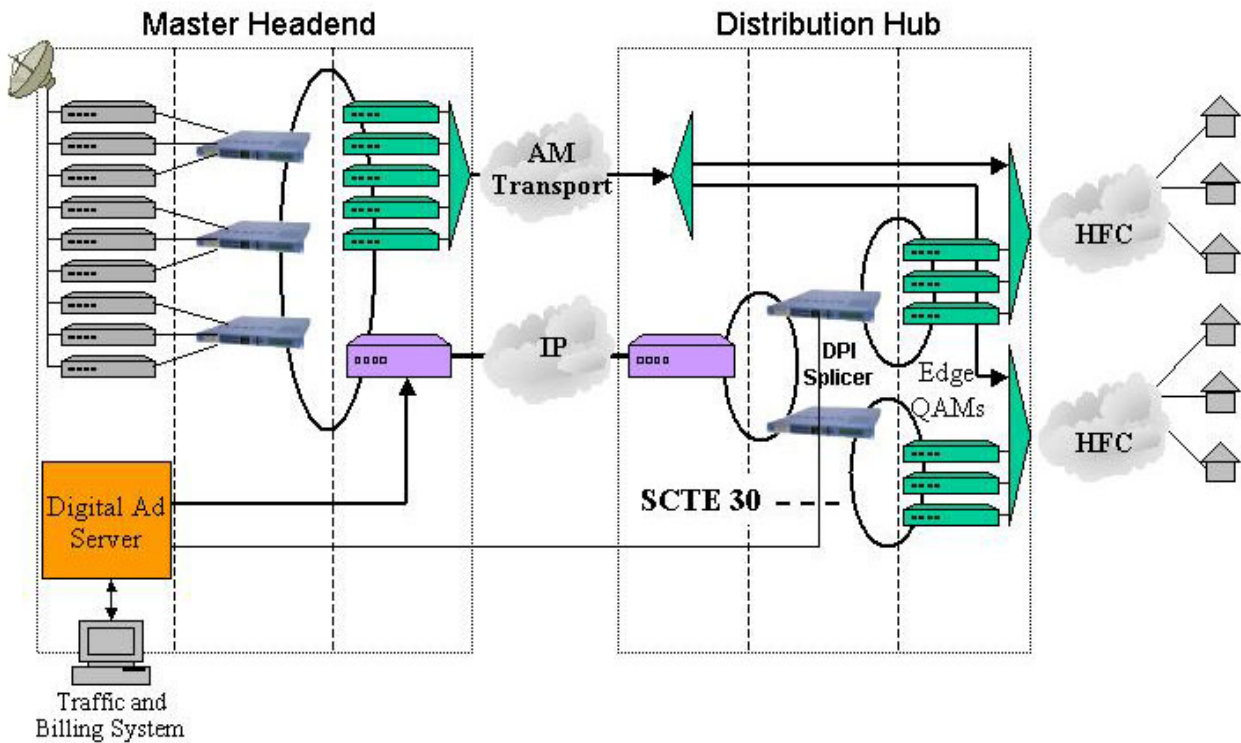 Master Headend
Distribution Hub
AM
Transport
HFC
IP
DPI
Splicer
Edge
QAMs
HFC
SCTE 30
Digital Ad
Server
Traffic and
Billing System